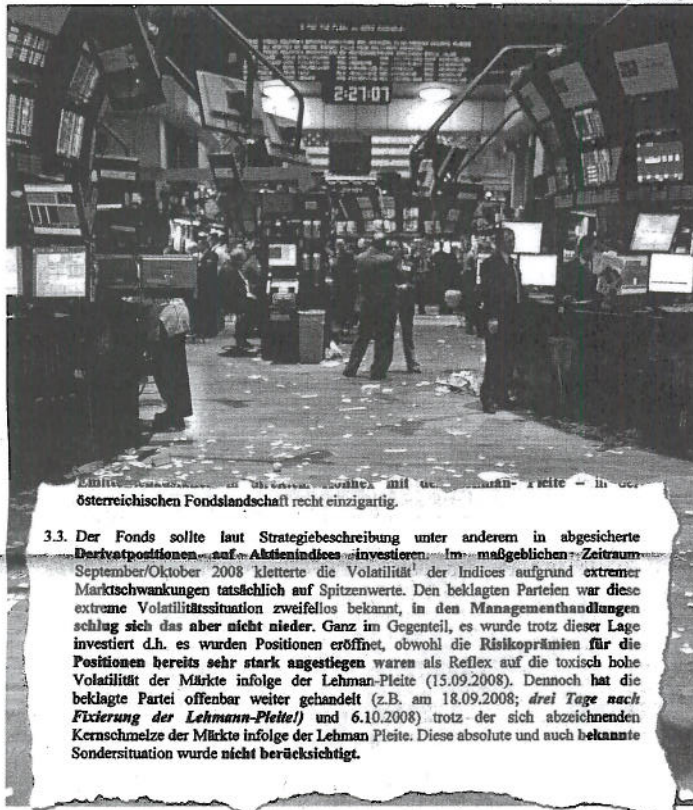 2:27:07
österreichischen Fondslandschaft recht einzigartig.
3.3. Der Fonds sollte laut Strategiebeschreibung unter anderem in abgesicherte
Derivatpositionen auf Aktienindices investieren. Im maßgeblichen Zeitraum
September/Oktober 2008 kletterte die Volatilität¹ der Indices aufgrund extremer
Marktschwankungen tatsächlich auf Spitzenwerte. Den beklagten Parteien war diese
extreme Volatilitätssituation zweifellos bekannt, in den Managementhandlungen
schlug sich das aber nicht nieder. Ganz im Gegenteil, es wurde trotz dieser Lage
investiert d.h. es wurden Positionen eröffnet, obwohl die Risikoprämien für die
Positionen bereits sehr stark angestiegen waren als Reflex auf die toxisch hohe
Volatilität der Märkte infolge der Lehman-Pleite (15.09.2008). Dennoch hat die
beklagte Partei offenbar weiter gehandelt (z.B. am 18.09.2008; drei Tage nach
Fixierung der Lehmann-Pleite!) und 6.10.2008) trotz der sich abzeichnenden
Kernschmelze der Märkte infolge der Lehman Pleite. Diese absolute und auch bekannte
Sondersituation wurde nicht berücksichtigt.